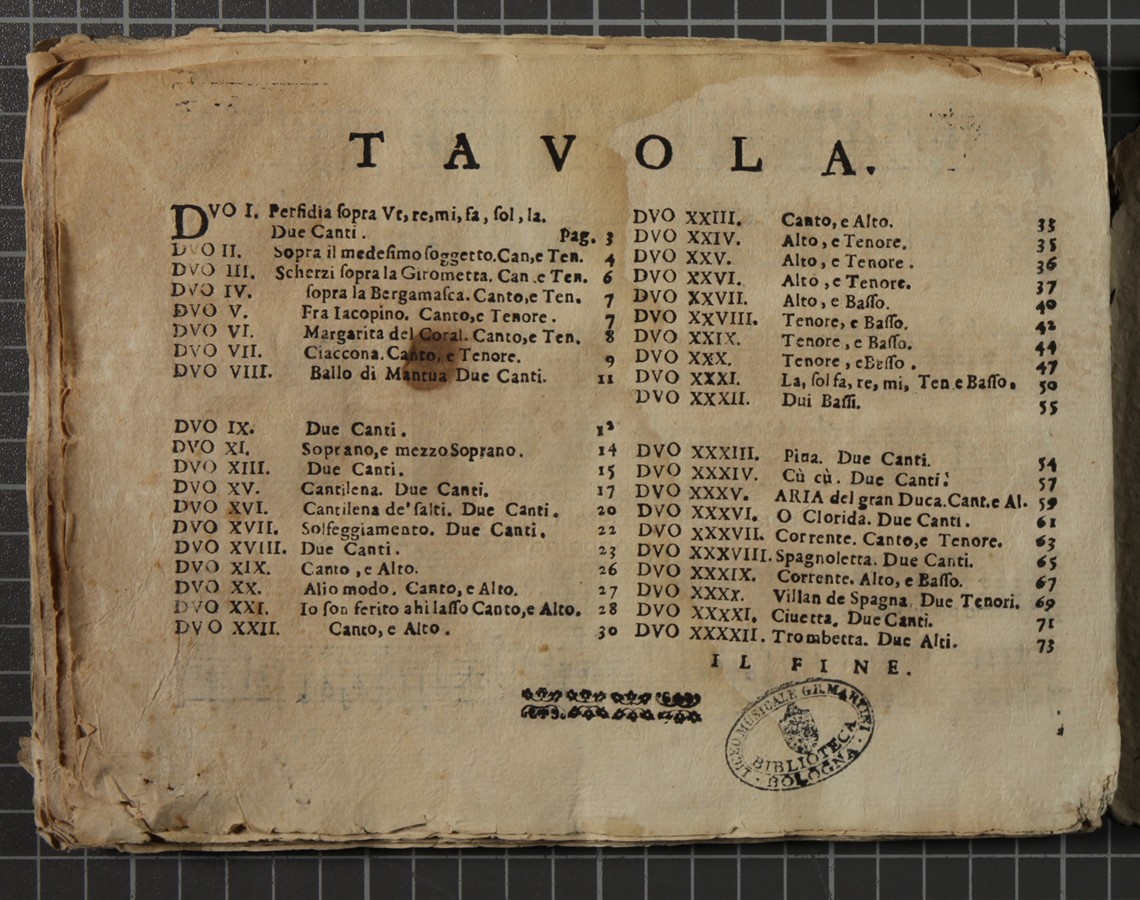 TAVOLA.
DVO I. Perfidia ſopra Vt, re, mi, fa, ſol, la.
Due Canti. Pag. 3
DVO II. Sopra il medeſimo ſoggetto. Can, e Ten. 4
DVO III. Scherzi ſopra la Girometta. Can. e Ten. 6
DVO IV. ſopra la Bergamaſca. Canto, e Ten. 7
DVO V. Fra Iacopino. Canto, e Tenore. 7
DVO VI. Margarita del Coral. Canto, e Ten. 8
DVO VII. Ciaccona. Canto, e Tenore. 9
DVO VIII. Ballo di Mantua Due Canti. 11
DVO IX. Due Canti. 12
DVO XI. Soprano, e mezzo Soprano. 14
DVO XIII. Due Canti. 15
DVO XV. Cantilena. Due Canti. 17
DVO XVI. Cantilena de' ſalti. Due Canti. 20
DVO XVII. Solfeggiamento. Due Canti. 22
DVO XVIII. Due Canti. 23
DVO XIX. Canto, e Alto. 26
DVO XX. Alio modo. Canto, e Alto. 27
DVO XXI. Io ſon ferito ahi laſſo Canto, e Alto. 28
DVO XXII. Canto, e Alto. 30
DVO XXIII. Canto, e Alto. 33
DVO XXIV. Alto, e Tenore. 35
DVO XXV. Alto, e Tenore. 36
DVO XXVI. Alto, e Tenore. 37
DVO XXVII. Alto, e Baſſo. 40
DVO XXVIII. Tenore, e Baſſo. 42
DVO XXIX. Tenore, e Baſſo. 44
DVO XXX. Tenore, e Baſſo. 47
DVO XXXI. La, ſol fa, re, mi, Ten e Baſſo. 50
DVO XXXII. Dui Baſſi. 55
DVO XXXIII. Piua. Due Canti. 54
DVO XXXIV. Cù cù. Due Canti. 57
DVO XXXV. ARIA del gran Duca. Cant. e Al. 59
DVO XXXVI. O Clorida. Due Canti. 61
DVO XXXVII. Corrente. Canto, e Tenore. 63
DVO XXXVIII. Spagnoletta. Due Canti. 65
DVO XXXIX. Corrente. Alto, e Baſſo. 67
DVO XXXX. Villan de Spagna. Due Tenori. 69
DVO XXXXI. Ciuetta. Due Canti. 71
DVO XXXXII. Trombetta. Due Alti. 73
IL FINE.
LICEO MUSICALE G.B. MARTINI
BIBLIOTECA
BOLOGNA